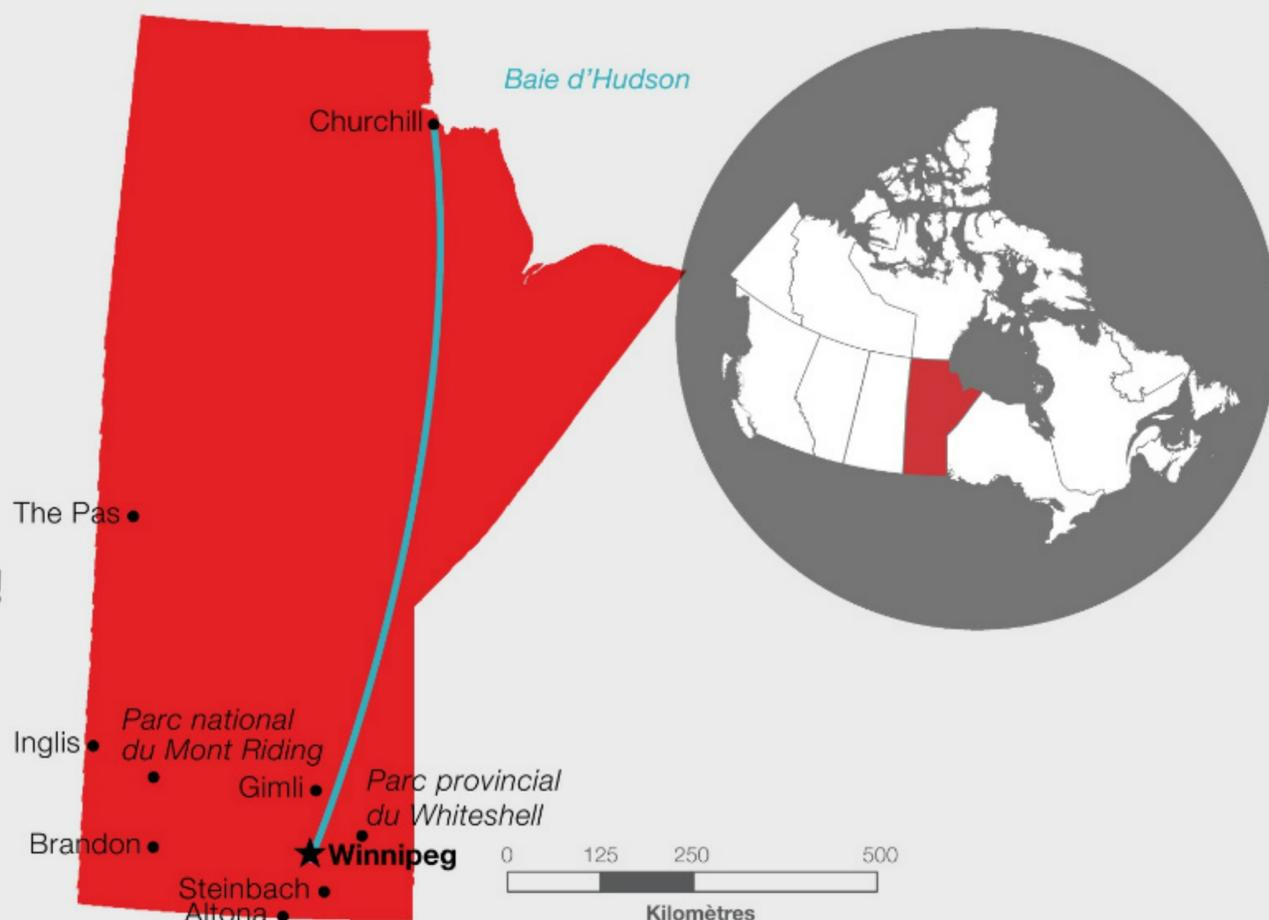 Baie d'Hudson
Churchill
The Pas
Parc national
du Mont Riding
Inglis
Gimli
Parc provincial
du Whiteshell
Brandon
Winnipeg
0 125 250 500
Kilomètres
Steinbach
Altona